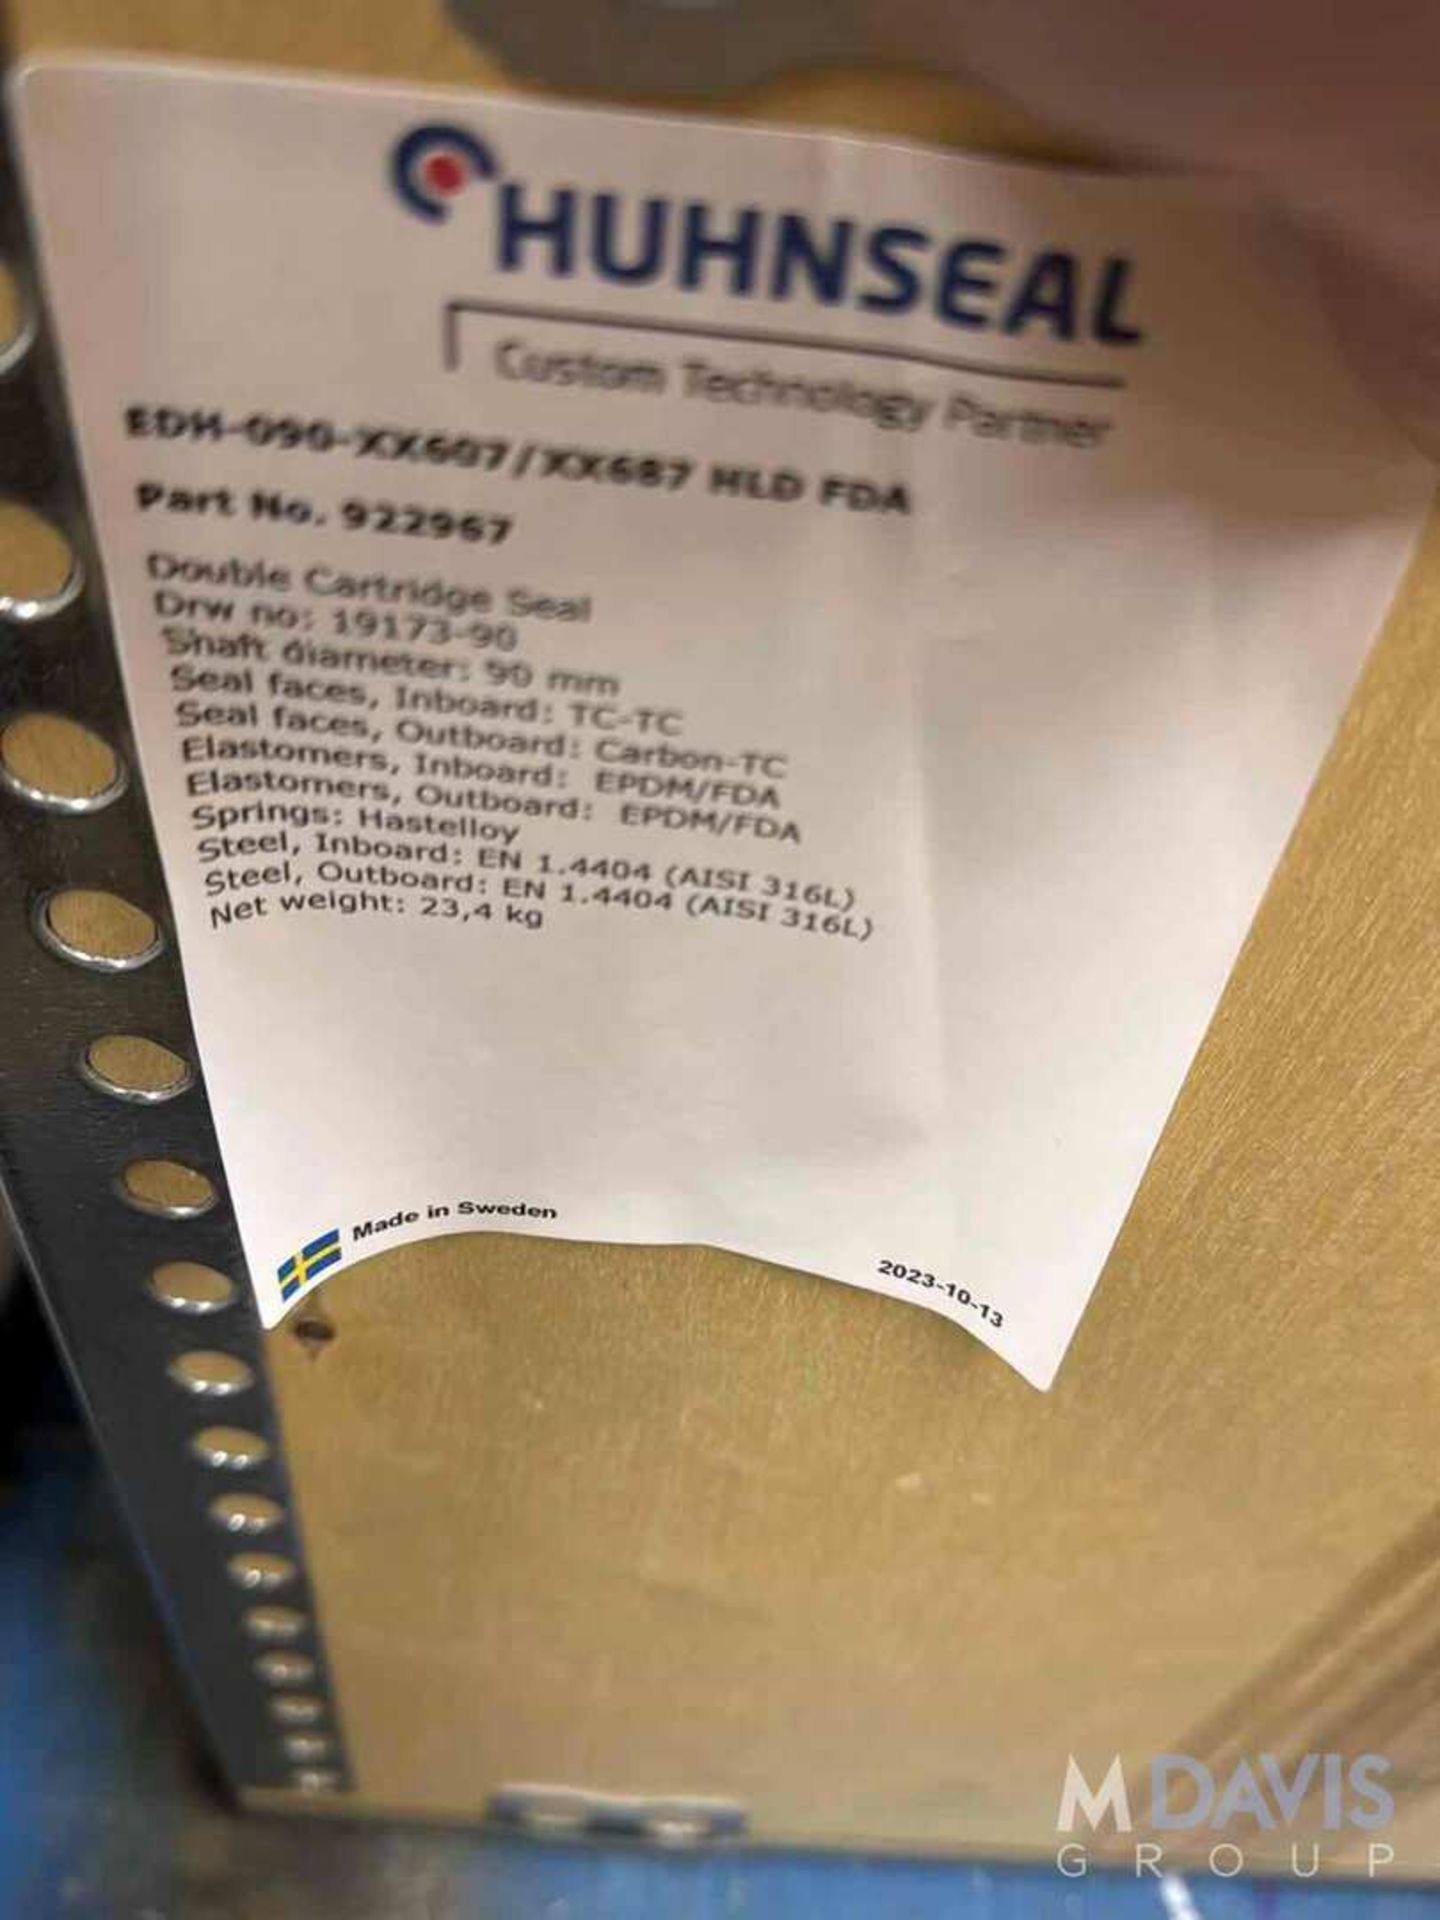 HUHNSEAL
Custom Technology Partner
EDH-090-XX607/XX687 HLD FDA
Part No. 922967
Double Cartridge Seal
Drw no: 19173-90
Shaft diameter: 90 mm
Seal faces, Inboard: TC-TC
Seal faces, Outboard: Carbon-TC
Elastomers, Inboard: EPDM/FDA
Elastomers, Outboard: EPDM/FDA
Springs: Hastelloy
Steel, Inboard: EN 1.4404 (AISI 316L)
Steel, Outboard: EN 1.4404 (AISI 316L)
Net weight: 23,4 kg
Made in Sweden
2023-10-13
M DAVIS
GROUP